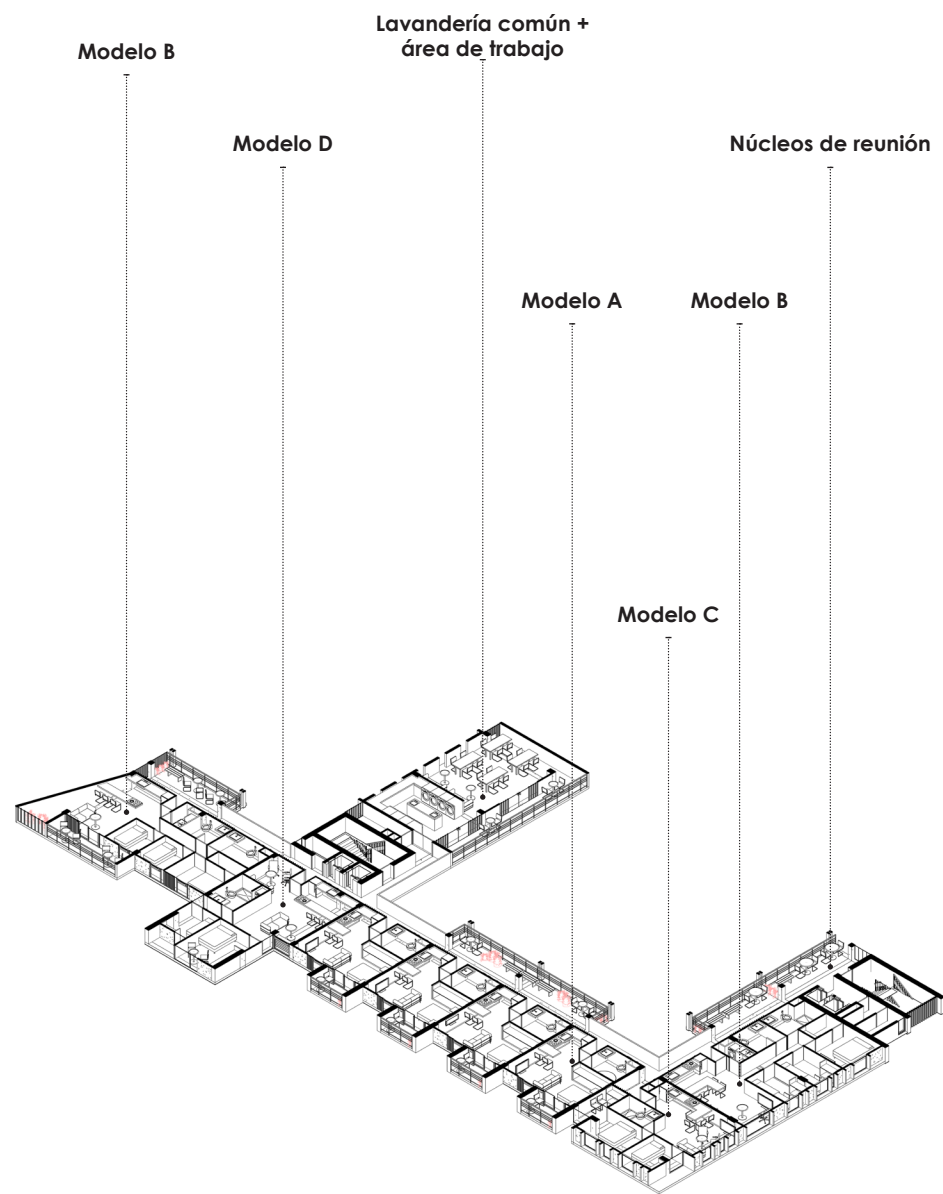 Lavandería común +
área de trabajo
Modelo B
Modelo D
Núcleos de reunión
Modelo A
Modelo B
Modelo C